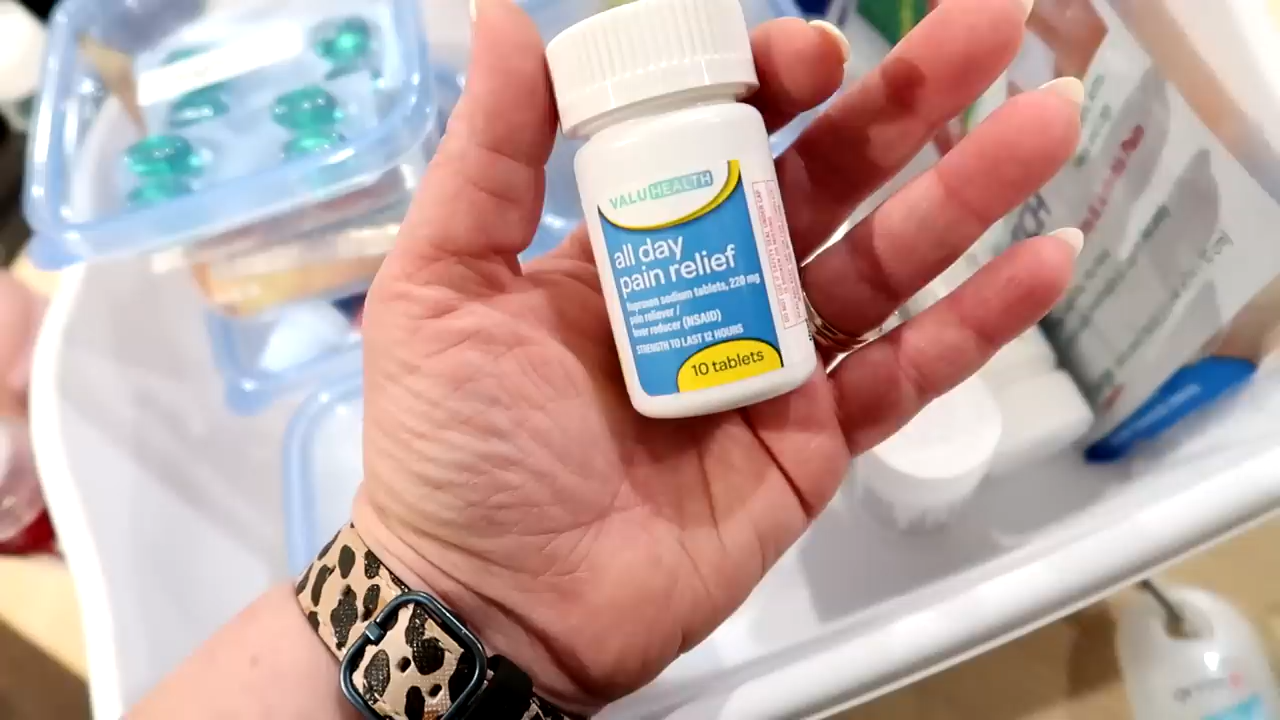 VALUHEALTH
all day
pain relief
Naproxen sodium tablets, 220 mg
pain reliever /
fever reducer (NSAID)
STRENGTH TO LAST 12 HOURS
10 tablets